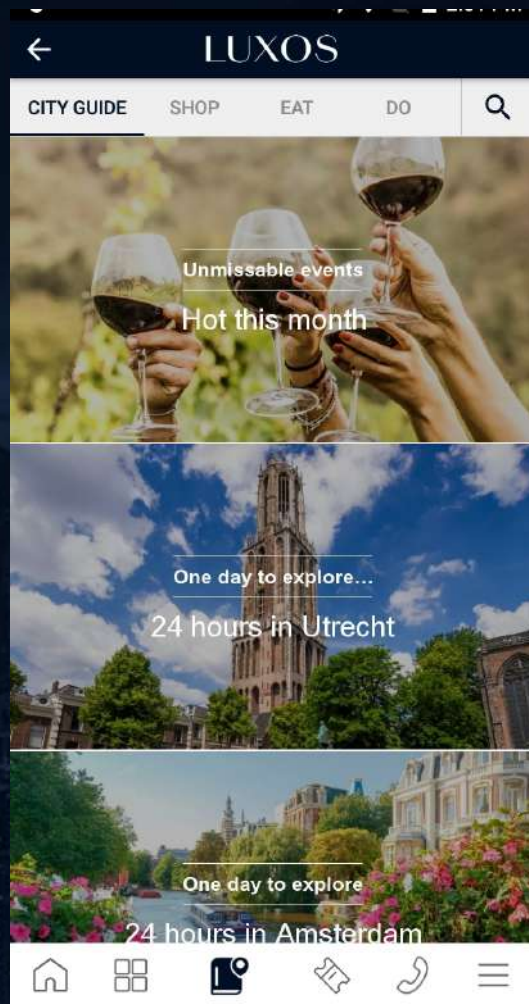 LUXOS
CITY GUIDE SHOP EAT DO
Unmissable events
Hot this month
One day to explore...
24 hours in Utrecht
One day to explore
24 hours in Amsterdam